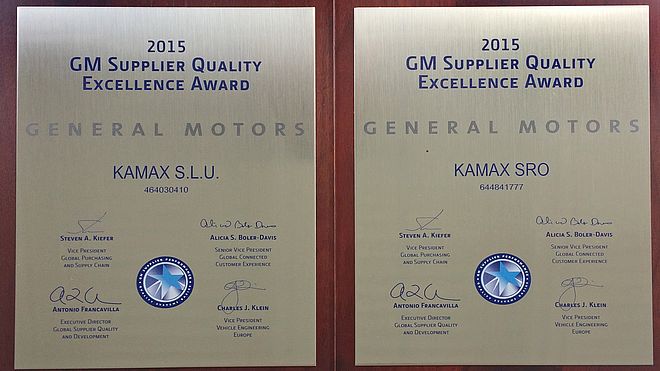 2015
GM SUPPLIER QUALITY
EXCELLENCE AWARD
GENERAL MOTORS
KAMAX S.L.U.
464030410
STEVEN A. KIEFER
VICE PRESIDENT
GLOBAL PURCHASING
AND SUPPLY CHAIN
ALICIA S. BOLER-DAVIS
SENIOR VICE PRESIDENT
GLOBAL CONNECTED
CUSTOMER EXPERIENCE
ANTONIO FRANCAVILLA
EXECUTIVE DIRECTOR
GLOBAL SUPPLIER QUALITY
AND DEVELOPMENT
CHARLES J. KLEIN
VICE PRESIDENT
VEHICLE ENGINEERING
EUROPE
2015
GM SUPPLIER QUALITY
EXCELLENCE AWARD
GENERAL MOTORS
KAMAX SRO
644841777
STEVEN A. KIEFER
VICE PRESIDENT
GLOBAL PURCHASING
AND SUPPLY CHAIN
ALICIA S. BOLER-DAVIS
SENIOR VICE PRESIDENT
GLOBAL CONNECTED
CUSTOMER EXPERIENCE
ANTONIO FRANCAVILLA
EXECUTIVE DIRECTOR
GLOBAL SUPPLIER QUALITY
AND DEVELOPMENT
CHARLES J. KLEIN
VICE PRESIDENT
VEHICLE ENGINEERING
EUROPE